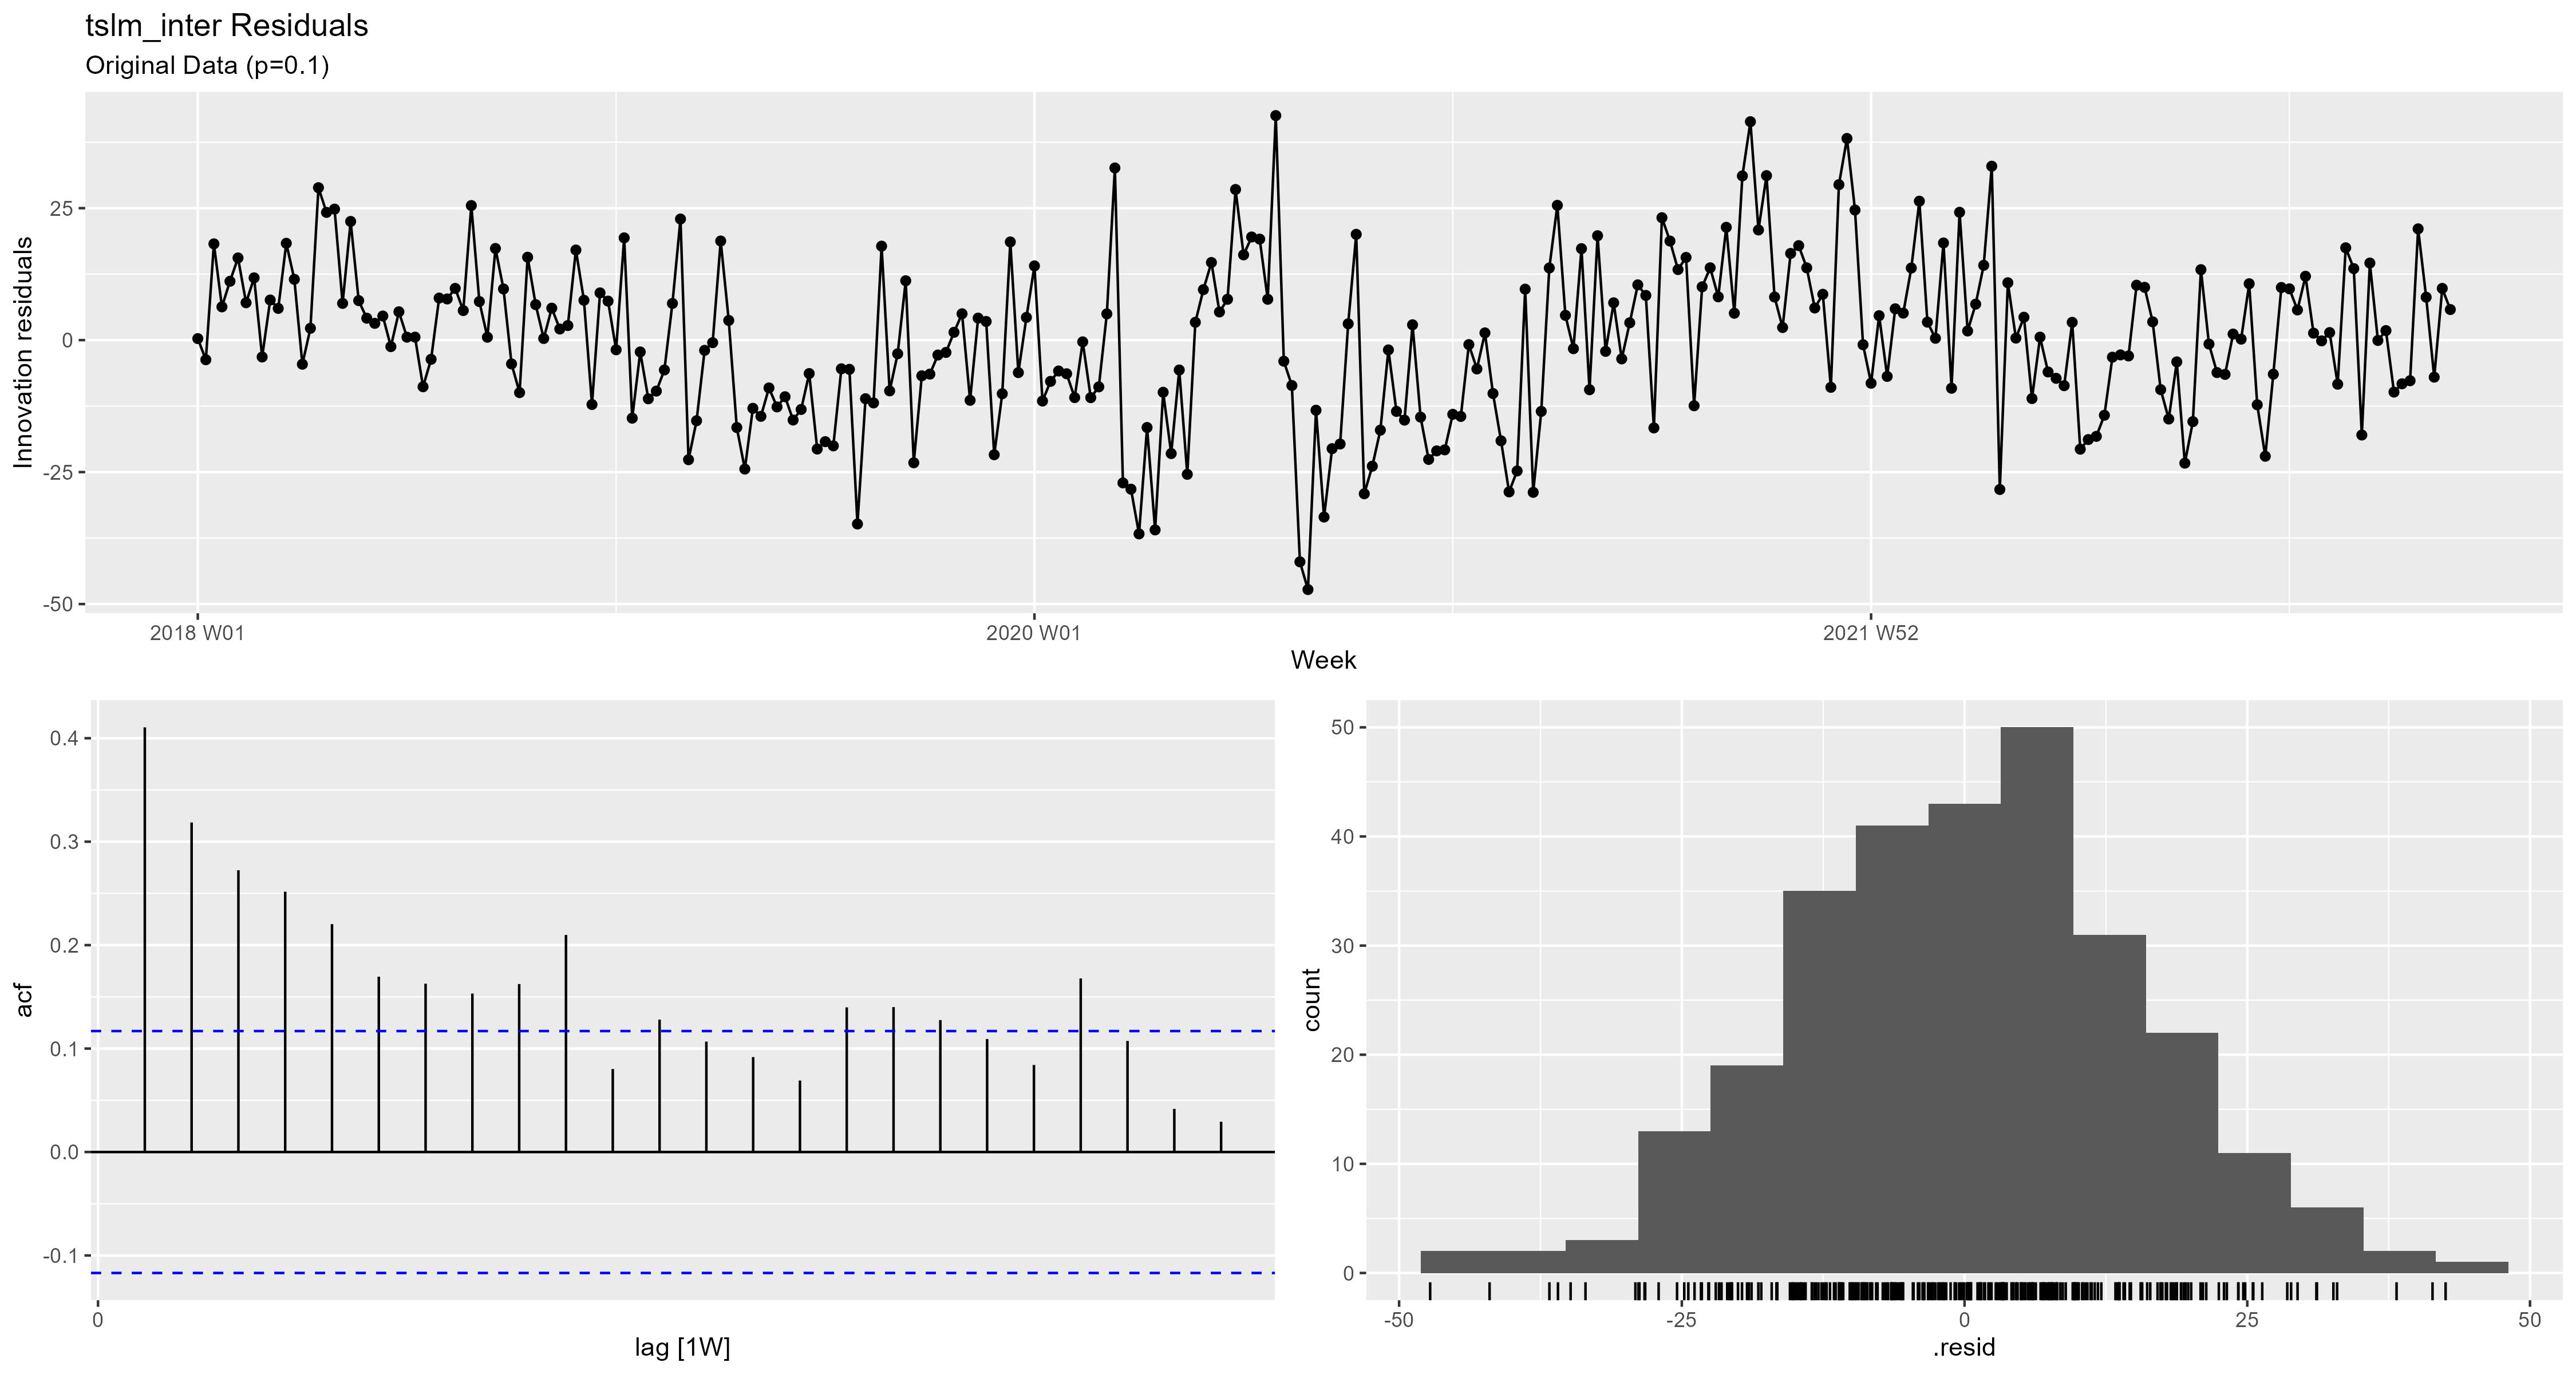 tslm_inter Residuals
Original Data (p=0.1)
Innovation residuals
25
0
-25
-50
2018 W01
2020 W01
2021 W52
Week
acf
0.4
0.3
0.2
0.1
0.0
-0.1
0
lag [1W]
count
50
40
30
20
10
0
-50
-25
0
25
50
.resid